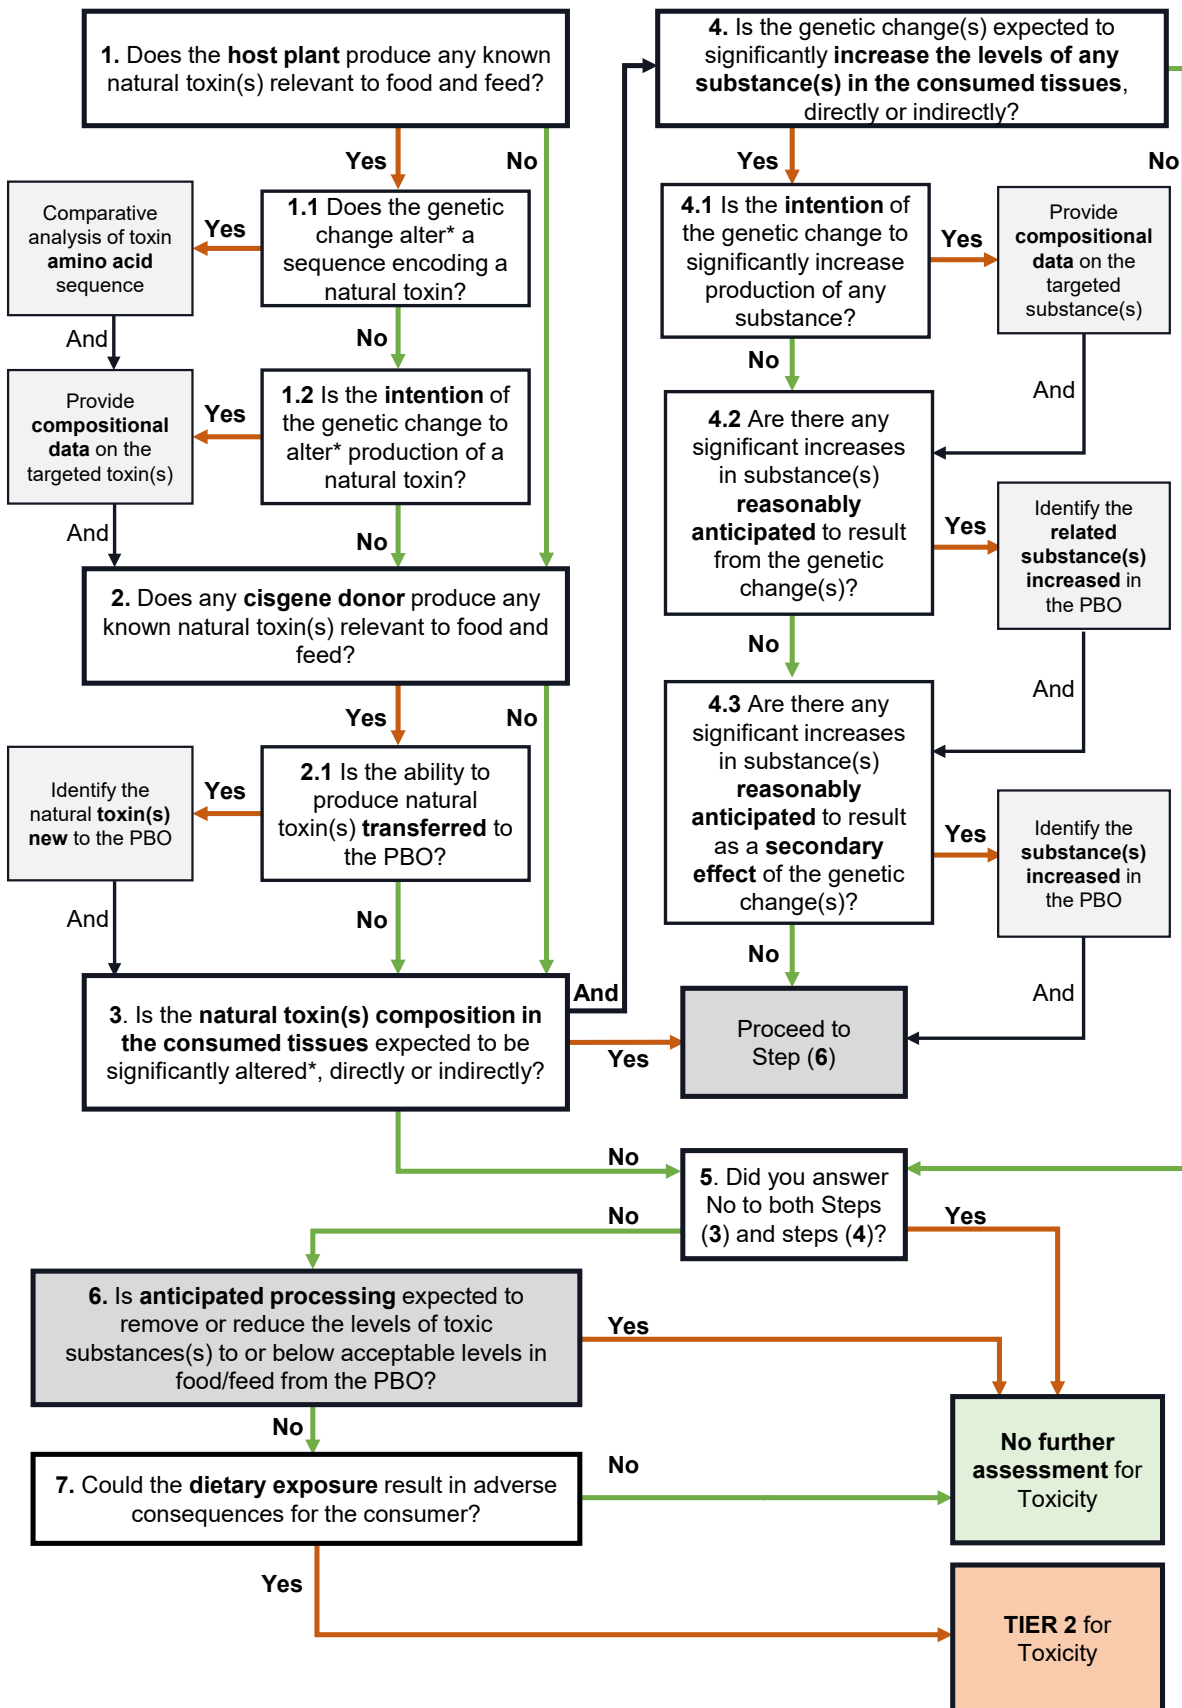 1. Does the host plant produce any known
natural toxin(s) relevant to food and feed?
Yes
No
Comparative
analysis of toxin
amino acid
sequence
Yes
1.1 Does the genetic
change alter* a
sequence encoding a
natural toxin?
And
No
Provide
compositional
data on the
targeted toxin(s)
Yes
1.2 Is the intention of
the genetic change to
alter* production of a
natural toxin?
And
No
2. Does any cisgene donor produce any
known natural toxin(s) relevant to food and
feed?
Yes
No
Identify the
natural toxin(s)
new to the PBO
Yes
2.1 Is the ability to
produce natural
toxin(s) transferred to
the PBO?
And
No
3. Is the natural toxin(s) composition in
the consumed tissues expected to be
significantly altered*, directly or indirectly?
And
Yes
No
4. Is the genetic change(s) expected to
significantly increase the levels of any
substance(s) in the consumed tissues,
directly or indirectly?
Yes
No
4.1 Is the intention of
the genetic change to
significantly increase
production of any
substance?
Yes
Provide
compositional
data on the
targeted
substance(s)
No
And
4.2 Are there any
significant increases
in substance(s)
reasonably
anticipated to result
from the genetic
change(s)?
Yes
Identify the
related
substance(s)
increased in
the PBO
No
And
4.3 Are there any
significant increases
in substance(s)
reasonably
anticipated to result
as a secondary
effect of the genetic
change(s)?
Yes
Identify the
substance(s)
increased in
the PBO
No
And
Proceed to
Step (6)
5. Did you answer
No to both Steps
(3) and steps (4)?
No
Yes
6. Is anticipated processing expected to
remove or reduce the levels of toxic
substances(s) to or below acceptable levels in
food/feed from the PBO?
Yes
No
7. Could the dietary exposure result in adverse
consequences for the consumer?
No
Yes
No further
assessment for
Toxicity
TIER 2 for
Toxicity